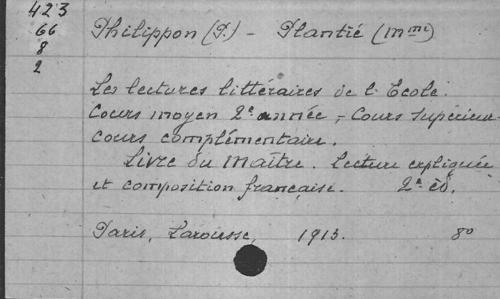 423
66
8
2
Philippon (P.) - Plantié (Mme)
Les lectures littéraires de l'École.
Cours moyen 2e année, - Cours supérieur-
cours complémentaire.
Livre du Maître. Lecture expliquée
et composition française. 2e éd.
Paris, Larousse, 1913. 8o